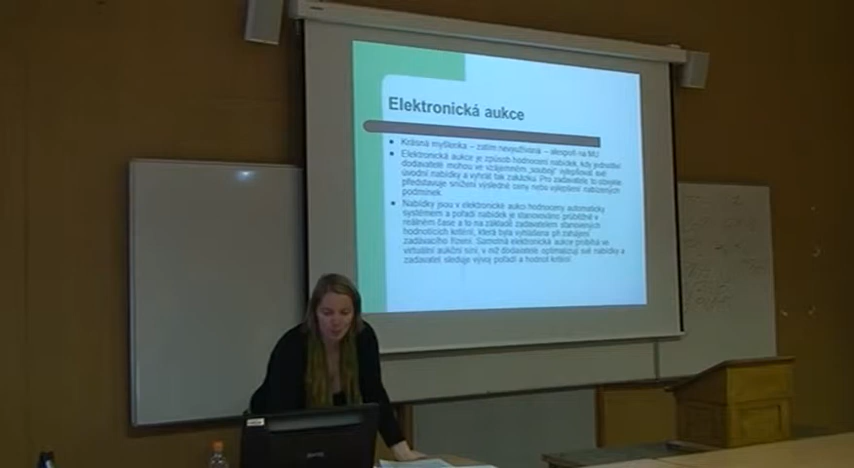 Elektronická aukce
Krásná myšlenka – zatím nevyužívaná – alespoň na MU
Elektronická aukce je způsob hodnocení nabídek, kdy jednotliví
dodavatelé mohou ve vzájemném „souboji“ vylepšovat své
úvodní nabídky a vyhrát tak zakázku. Pro zadavatele to obvykle
představuje snížení výsledné ceny nebo vylepšení nabízených
podmínek.
Nabídky jsou v elektronické aukci hodnoceny automaticky
systémem a pořadí nabídek je stanovováno průběžně v
reálném čase a to na základě zadavatelem stanovených
hodnotících kritérií, která byla vyhlášena při zahájení
zadávacího řízení. Samotná elektronická aukce probíhá ve
virtuální aukční síni, v níž dodavatelé optimalizují své nabídky a
zadavatel sleduje vývoj pořadí a hodnot kritérií.